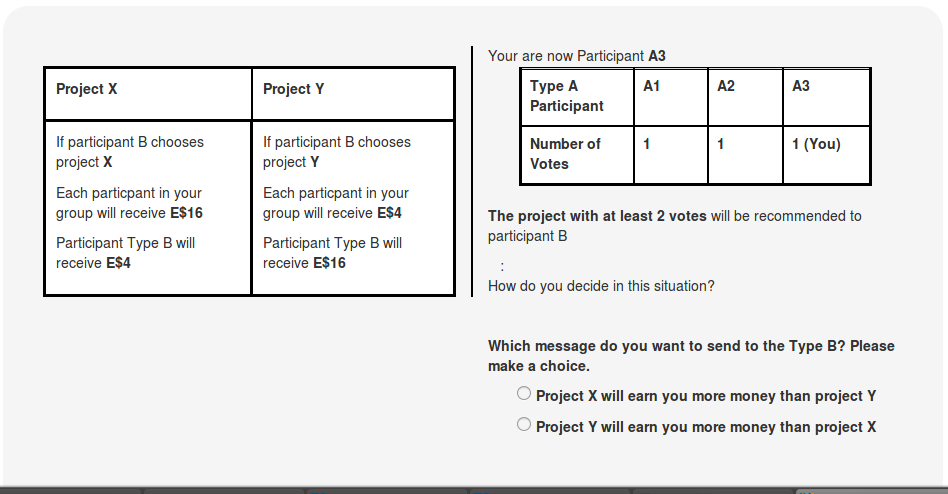 Project X
Project Y
If participant B chooses
project X
Each particpant in your
group will receive E$16
Participant Type B will
receive E$4
If participant B chooses
project Y
Each particpant in your
group will receive E$4
Participant Type B will
receive E$16
Your are now Participant A3
Type A
Participant
A1
A2
A3
Number of
Votes
1
1
1 (You)
The project with at least 2 votes will be recommended to
participant B
:
How do you decide in this situation?
Which message do you want to send to the Type B? Please
make a choice.
Project X will earn you more money than project Y
Project Y will earn you more money than project X